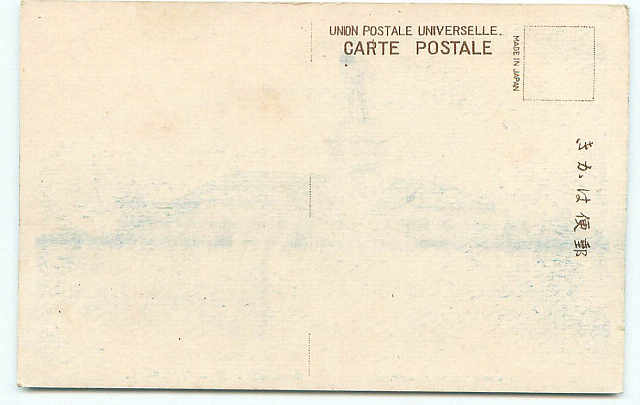 UNION POSTALE UNIVERSELLE.
CARTE POSTALE
MADE IN JAPAN
きかは便郵